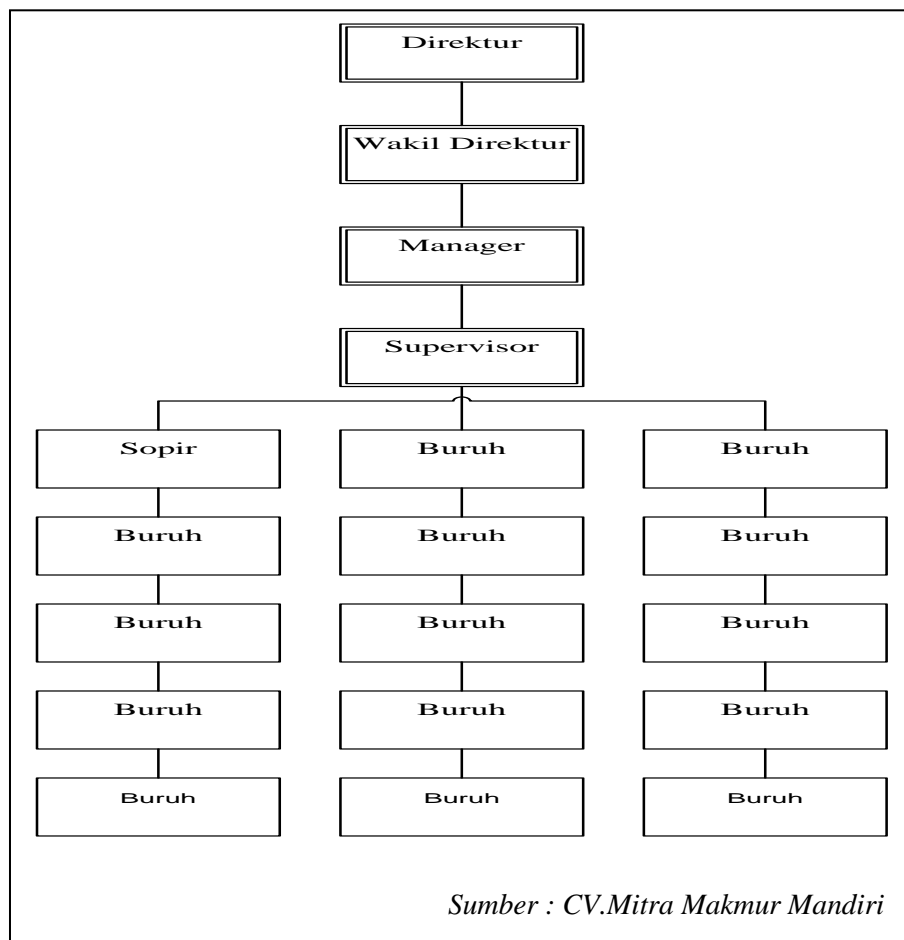 Direktur
Wakil Direktur
Manager
Supervisor
Sopir Buruh Buruh
Buruh Buruh Buruh
Buruh Buruh Buruh
Buruh Buruh Buruh
Buruh Buruh Buruh
Sumber : CV.Mitra Makmur Mandiri